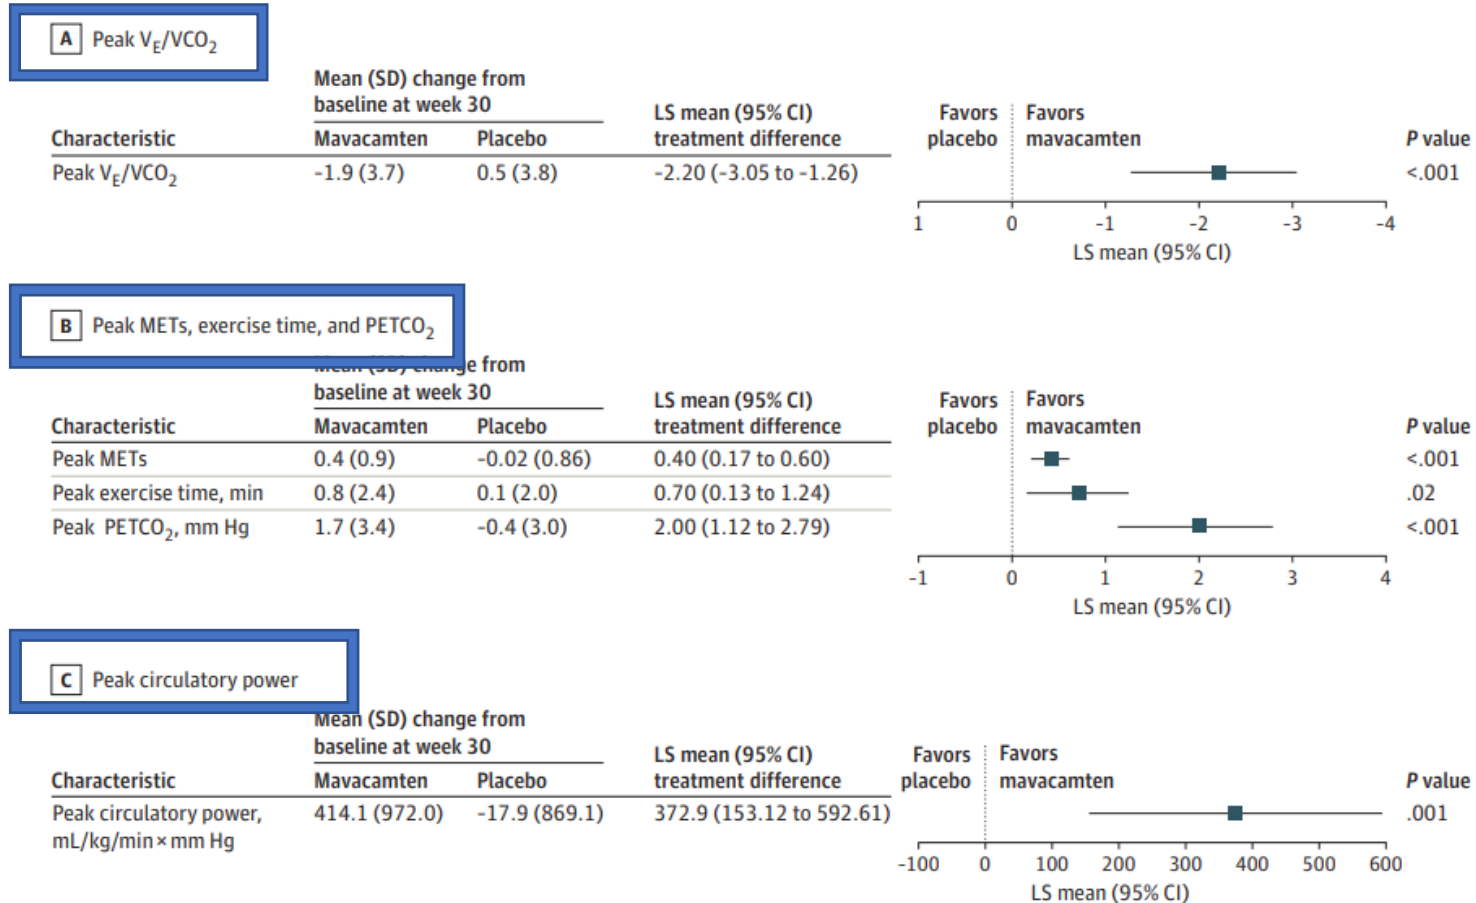 A Peak VE/VCO2
Mean (SD) change from
baseline at week 30
LS mean (95% CI)
treatment difference
Favors
placebo
Favors
mavacamten
Characteristic Mavacamten Placebo P value
Peak VE/VCO2 -1.9 (3.7) 0.5 (3.8) -2.20 (-3.05 to -1.26) <.001
1 0 -1 -2 -3 -4
LS mean (95% CI)
B Peak METs, exercise time, and PETCO2
Mean (SD) change from
baseline at week 30
LS mean (95% CI)
treatment difference
Favors
placebo
Favors
mavacamten
Characteristic Mavacamten Placebo P value
Peak METs 0.4 (0.9) -0.02 (0.86) 0.40 (0.17 to 0.60) <.001
Peak exercise time, min 0.8 (2.4) 0.1 (2.0) 0.70 (0.13 to 1.24) .02
Peak PETCO2, mm Hg 1.7 (3.4) -0.4 (3.0) 2.00 (1.12 to 2.79) <.001
-1 0 1 2 3 4
LS mean (95% CI)
C Peak circulatory power
Mean (SD) change from
baseline at week 30
LS mean (95% CI)
treatment difference
Favors
placebo
Favors
mavacamten
Characteristic Mavacamten Placebo P value
Peak circulatory power, 414.1 (972.0) -17.9 (869.1) 372.9 (153.12 to 592.61) .001
mL/kg/min×mm Hg
-100 0 100 200 300 400 500 600
LS mean (95% CI)